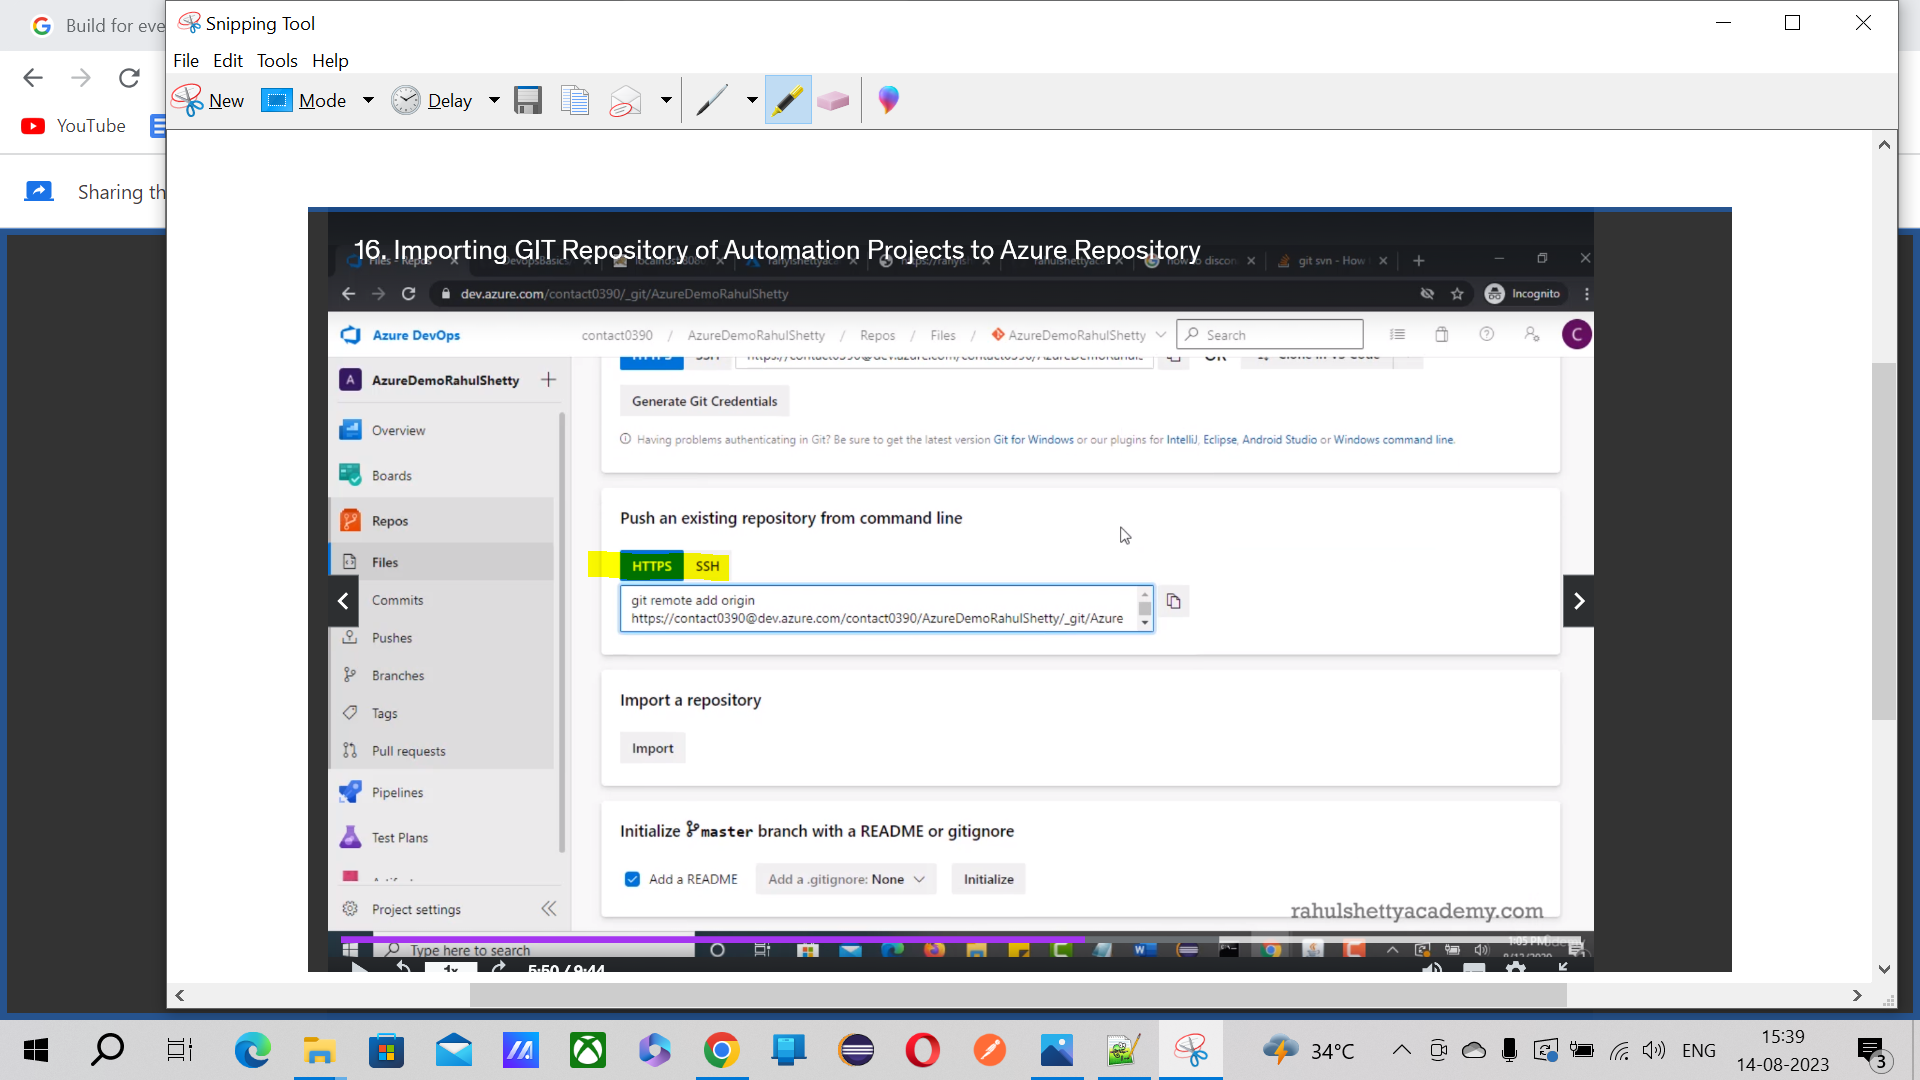 Build for eve
Snipping Tool
File Edit Tools Help
New Mode Delay
YouTube
Sharing th
16. Importing GIT Repository of Automation Projects to Azure Repository
git svn - How
dev.azure.com/contact0390/_git/AzureDemoRahulShetty
Incognito
Azure DevOps
contact0390 / AzureDemoRahulShetty / Repos / Files / AzureDemoRahulShetty
Search
C
A AzureDemoRahulShetty
OR
Generate Git Credentials
Having problems authenticating in Git? Be sure to get the latest version Git for Windows or our plugins for IntelliJ, Eclipse, Android Studio or Windows command line.
Overview
Boards
Repos
Files
Commits
Pushes
Branches
Tags
Pull requests
Pipelines
Test Plans
Project settings
Push an existing repository from command line
HTTPS SSH
git remote add origin
https://contact0390@dev.azure.com/contact0390/AzureDemoRahulShetty/_git/Azure
Import a repository
Import
Initialize master branch with a README or gitignore
Add a README Add a .gitignore: None Initialize
rahulshettyacademy.com
Type here to search
1x 5:50 / 9:44
34°C
ENG
15:39
14-08-2023
3